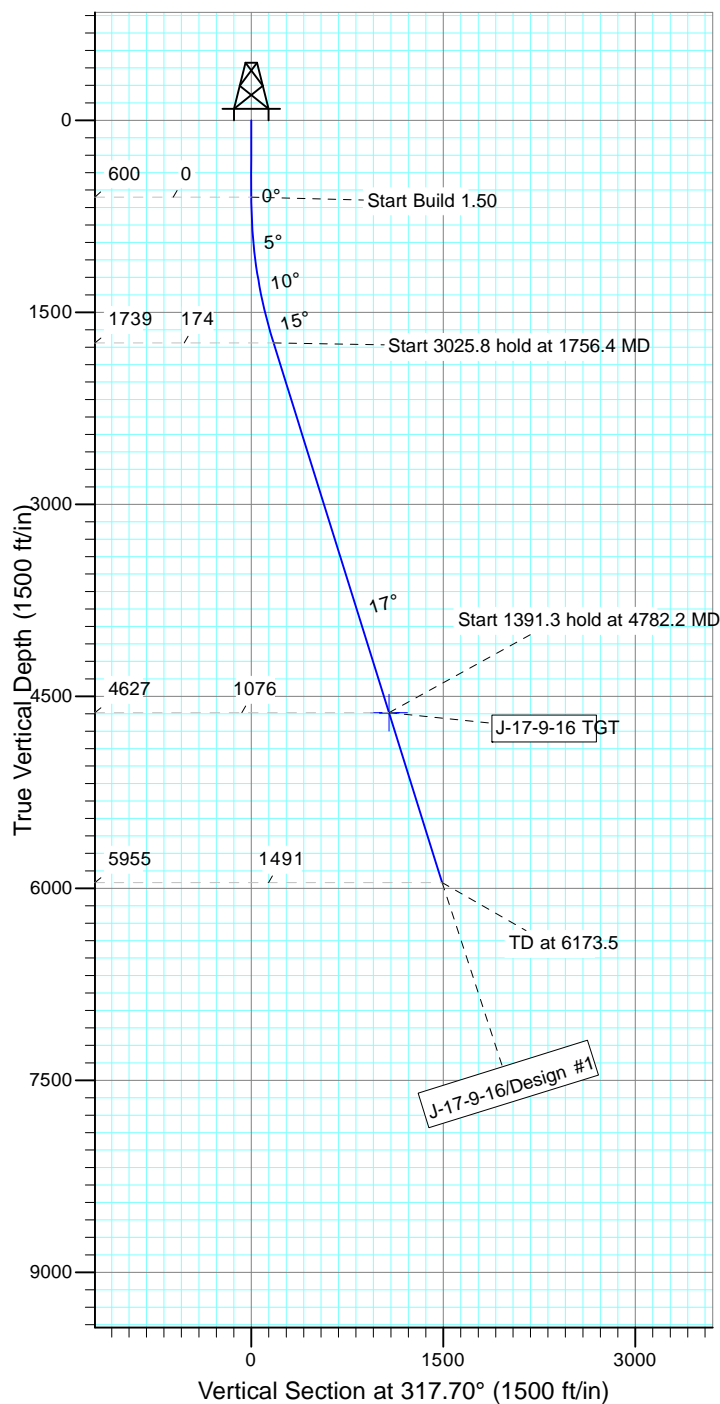 0
600 0
0°
Start Build 1.50
5°
10°
1500
1739 174
15°
Start 3025.8 hold at 1756.4 MD
3000
17°
Start 1391.3 hold at 4782.2 MD
4500
4627 1076
J-17-9-16 TGT
True Vertical Depth (1500 ft/in)
5955 1491
6000
TD at 6173.5
7500
J-17-9-16/Design #1
9000
0 1500 3000
Vertical Section at 317.70° (1500 ft/in)